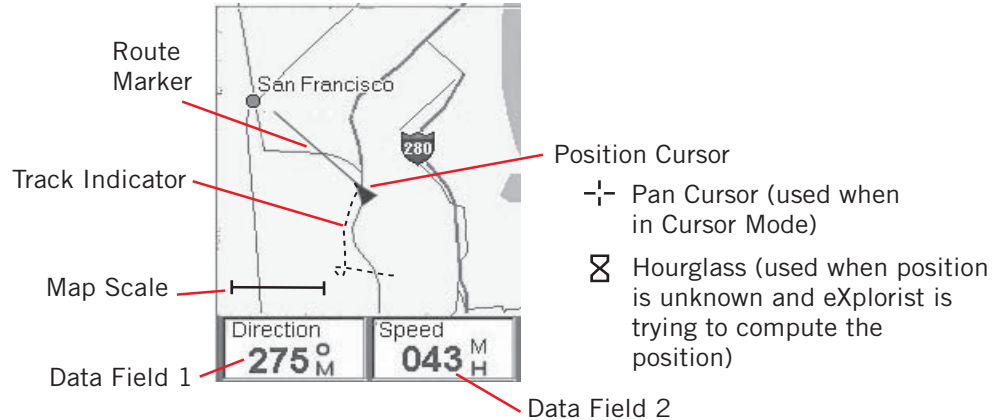 Route
Marker
San Francisco
280
Position Cursor
Track Indicator
Pan Cursor (used when
in Cursor Mode)
Hourglass (used when position
is unknown and eXplorist is
trying to compute the
position)
Map Scale
Direction
275 O M
Speed
043 M H
Data Field 1
Data Field 2